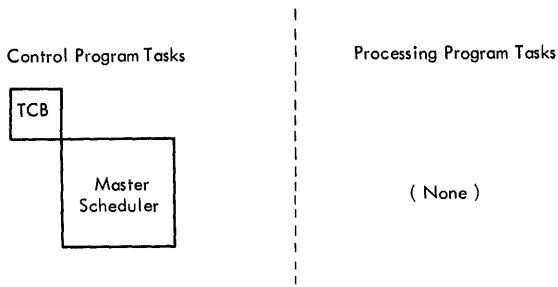 Control Program Tasks
Processing Program Tasks
TCB
Master
Scheduler
( None )